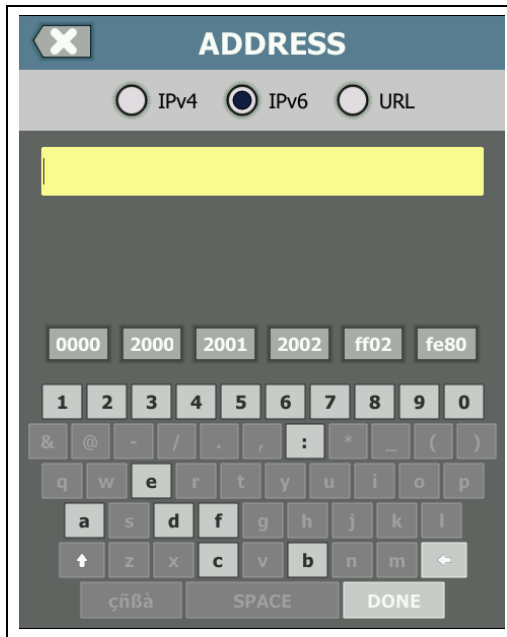 ADDRESS
IPv4 IPv6 URL
0000 2000 2001 2002 ff02 fe80
1 2 3 4 5 6 7 8 9 0
& @ - / . , : * _ ( )
q w e r t y u i o p
a s d f g h j k l
z x c v b n m
çñßà SPACE DONE